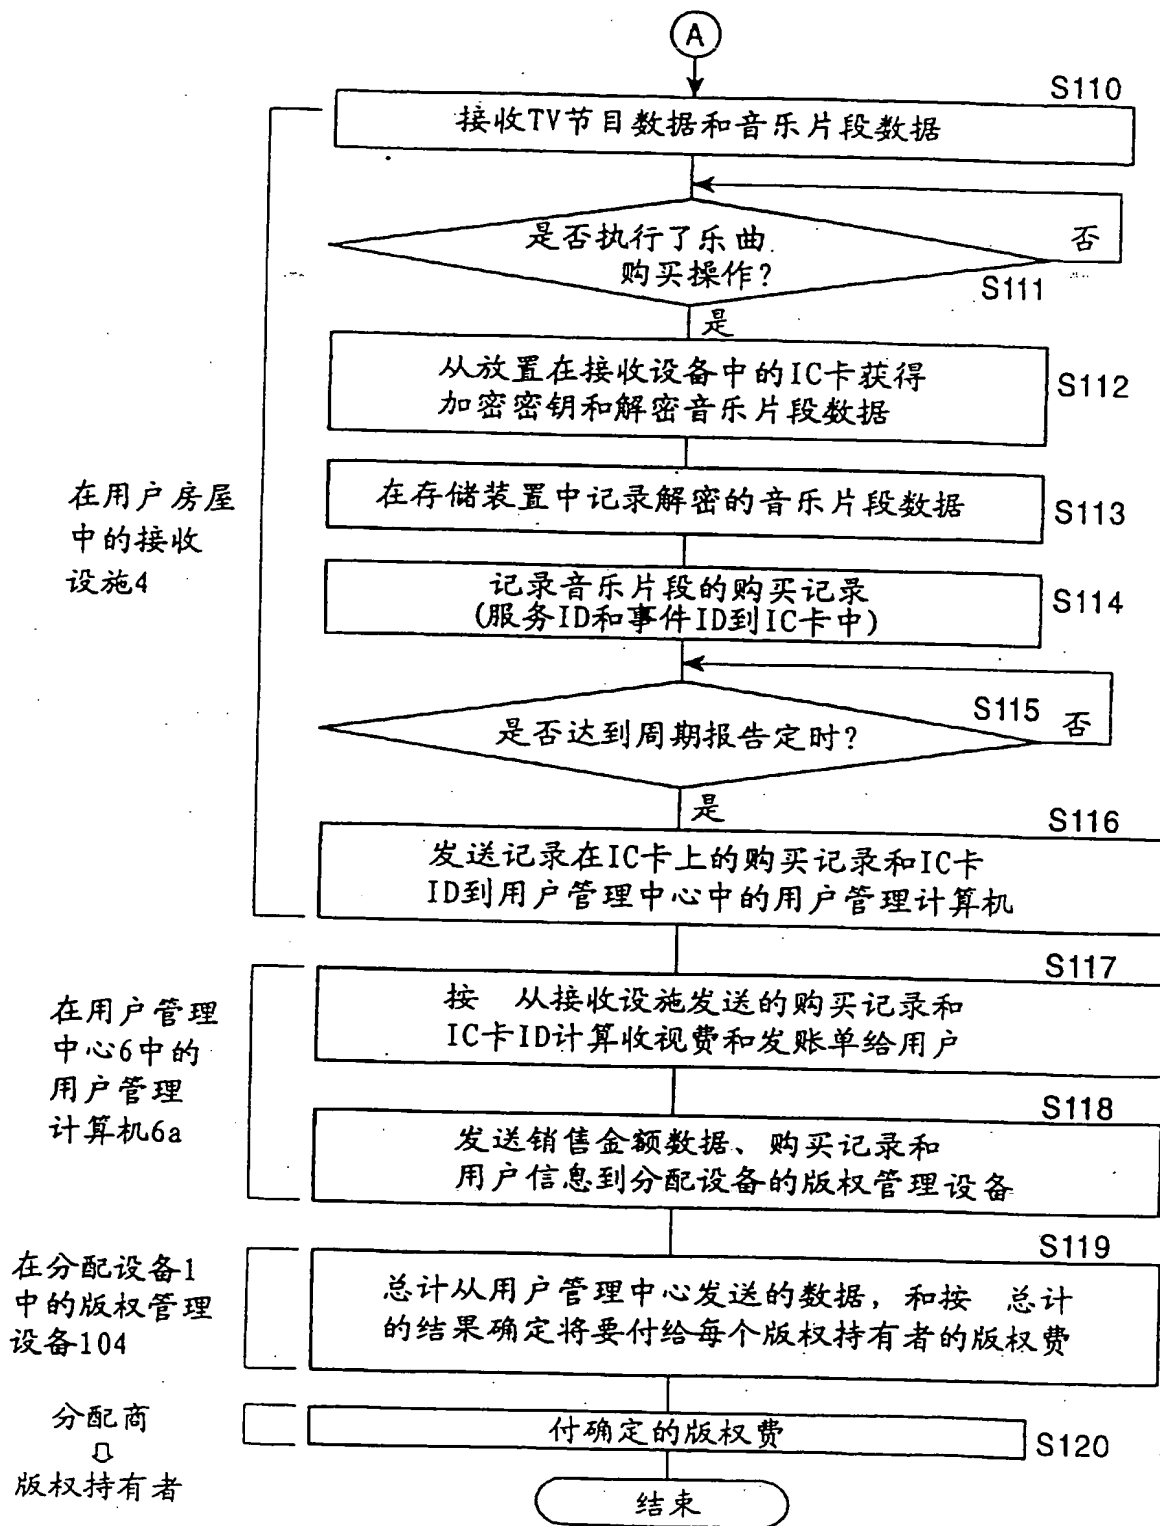 A
S110
接收TV节目数据和音乐片段数据
是否执行了乐曲
购买操作?
否
S111
是
从放置在接收设备中的IC卡获得
加密密钥和解密音乐片段数据
S112
在用户房屋
中的接收
设施4
在存储装置中记录解密的音乐片段数据
S113
记录音乐片段的购买记录
(服务ID和事件ID到IC卡中)
S114
S115
是否达到周期报告定时?
否
是
S116
发送记录在IC卡上的购买记录和IC卡
ID到用户管理中心中的用户管理计算机
S117
在用户管理
中心6中的
用户管理
计算机6a
按 从接收设施发送的购买记录和
IC卡ID计算收视费和发账单给用户
S118
发送销售金额数据、购买记录和
用户信息到分配设备的版权管理设备
S119
在分配设备1
中的版权管理
设备104
总计从用户管理中心发送的数据, 和按 总计
的结果确定将要付给每个版权持有者的版权费
分配商
版权持有者
付确定的版权费
S120
结束